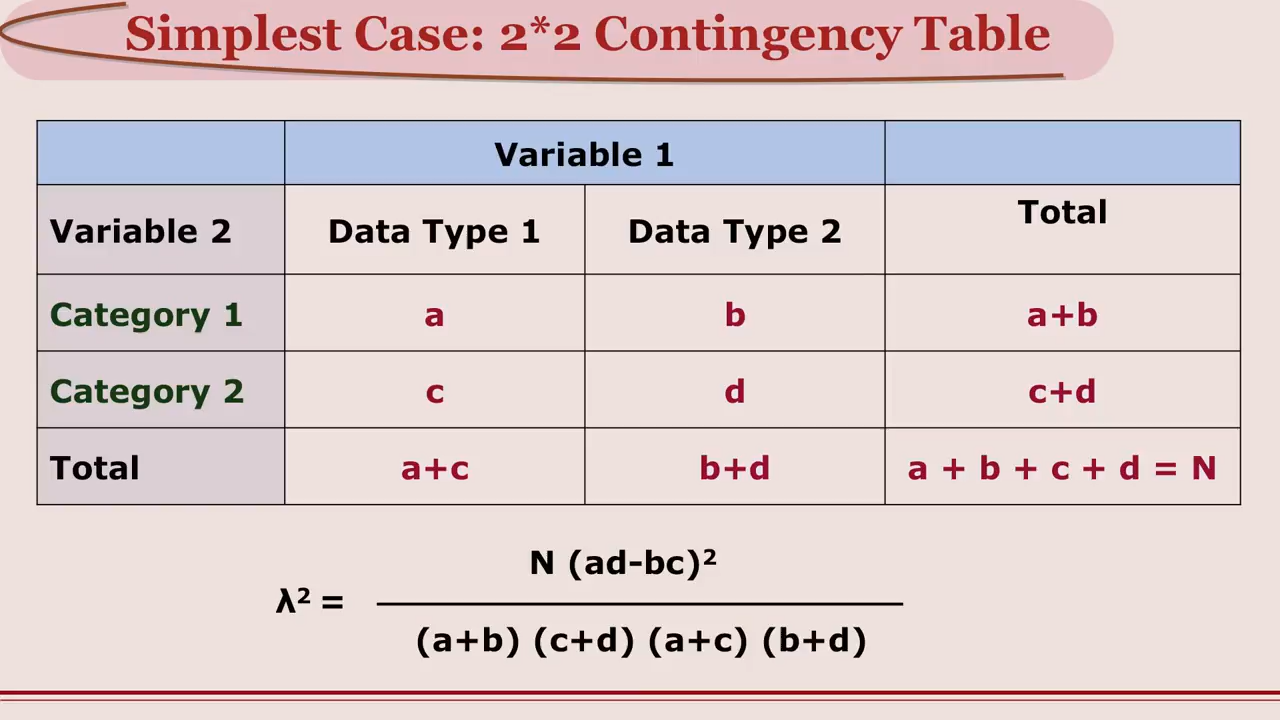 Simplest Case: 2*2 Contingency Table
Variable 1
Variable 2 Data Type 1 Data Type 2 Total
Category 1 a b a+b
Category 2 c d c+d
Total a+c b+d a + b + c + d = N
N (ad-bc)²
λ² =
(a+b) (c+d) (a+c) (b+d)